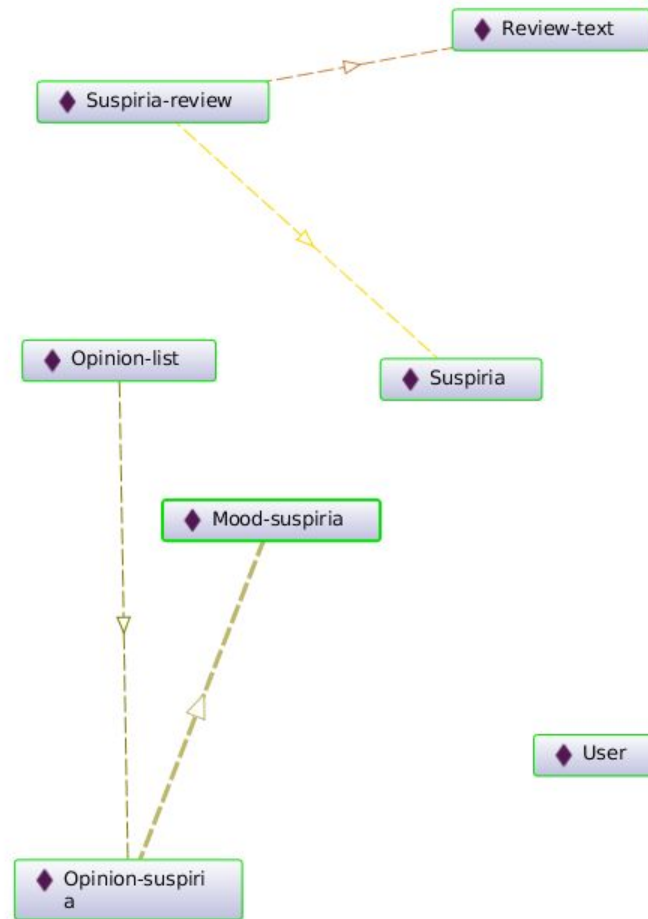 Review-text
Suspiria-review
Opinion-list
Suspiria
Mood-suspiria
User
Opinion-suspiri
a